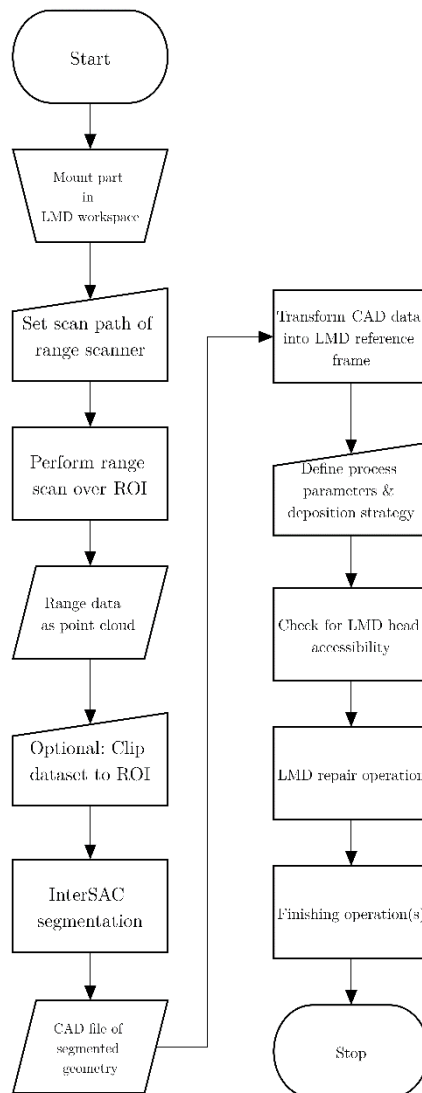 Start
Mount part
in
LMD workspace
Set scan path of
range scanner
Perform range
scan over ROI
Range data
as point cloud
Optional: Clip
dataset to ROI
InterSAC
segmentation
CAD file of
segmented
geometry
Transform CAD data
into LMD reference
frame
Define process
parameters &
deposition strategy
Check for LMD head
accessibility
LMD repair operation
Finishing operation(s)
Stop